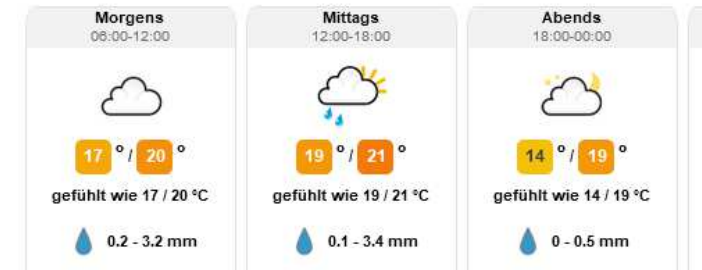 Morgens
06:00-12:00
17 ° / 20 °
gefühlt wie 17 / 20 °C
0.2 - 3.2 mm
Mittags
12:00-18:00
19 ° / 21 °
gefühlt wie 19 / 21 °C
0.1 - 3.4 mm
Abends
18:00-00:00
14 ° / 19 °
gefühlt wie 14 / 19 °C
0 - 0.5 mm